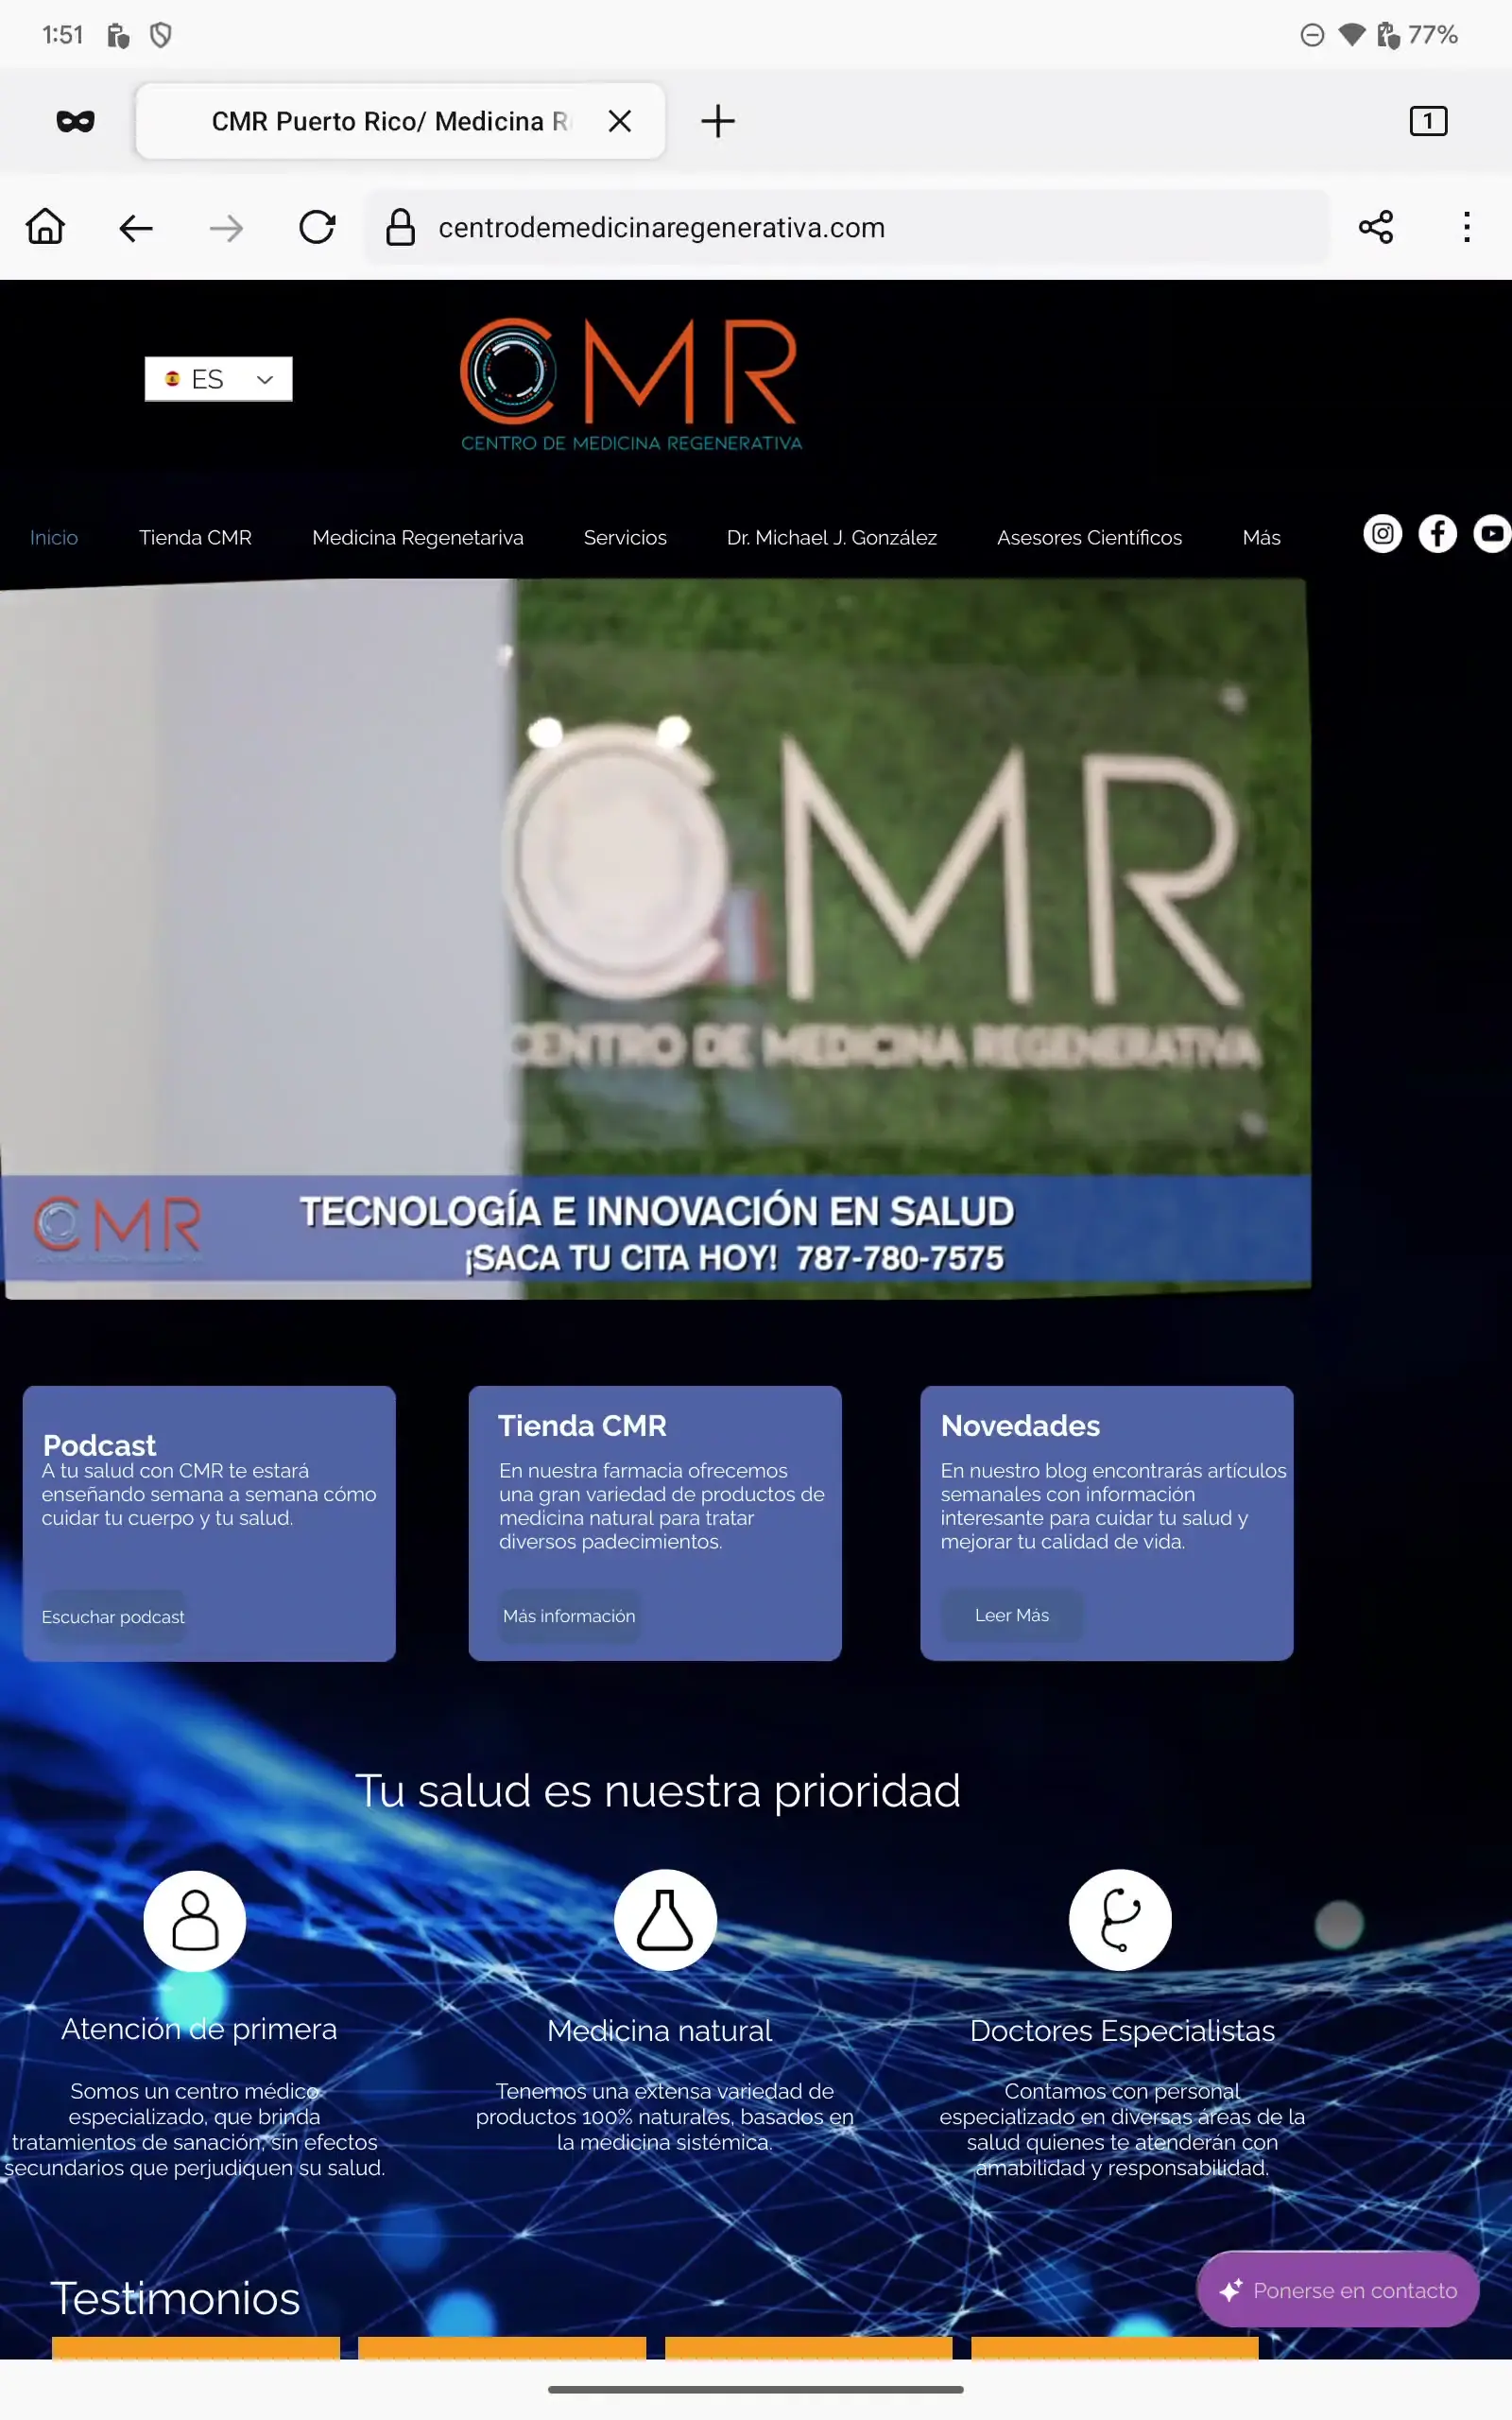 1:51
77%
CMR Puerto Rico/ Medicina R
1
centrodemedicinaregenerativa.com
ES
CMR
CENTRO DE MEDICINA REGENERATIVA
Inicio
Tienda CMR
Medicina Regenetariva
Servicios
Dr. Michael J. González
Asesores Científicos
Más
CMR
CENTRO DE MEDICINA REGENERATIVA
CMR
TECNOLOGÍA E INNOVACIÓN EN SALUD
¡SACA TU CITA HOY! 787-780-7575
Podcast
A tu salud con CMR te estará
enseñando semana a semana cómo
cuidar tu cuerpo y tu salud.
Escuchar podcast
Tienda CMR
En nuestra farmacia ofrecemos
una gran variedad de productos de
medicina natural para tratar
diversos padecimientos.
Más información
Novedades
En nuestro blog encontrarás artículos
semanales con información
interesante para cuidar tu salud y
mejorar tu calidad de vida.
Leer Más
Tu salud es nuestra prioridad
Atención de primera
Somos un centro médico
especializado, que brinda
tratamientos de sanación, sin efectos
secundarios que perjudiquen su salud.
Medicina natural
Tenemos una extensa variedad de
productos 100% naturales, basados en
la medicina sistémica.
Doctores Especialistas
Contamos con personal
especializado en diversas áreas de la
salud quienes te atenderán con
amabilidad y responsabilidad.
Testimonios
Ponerse en contacto